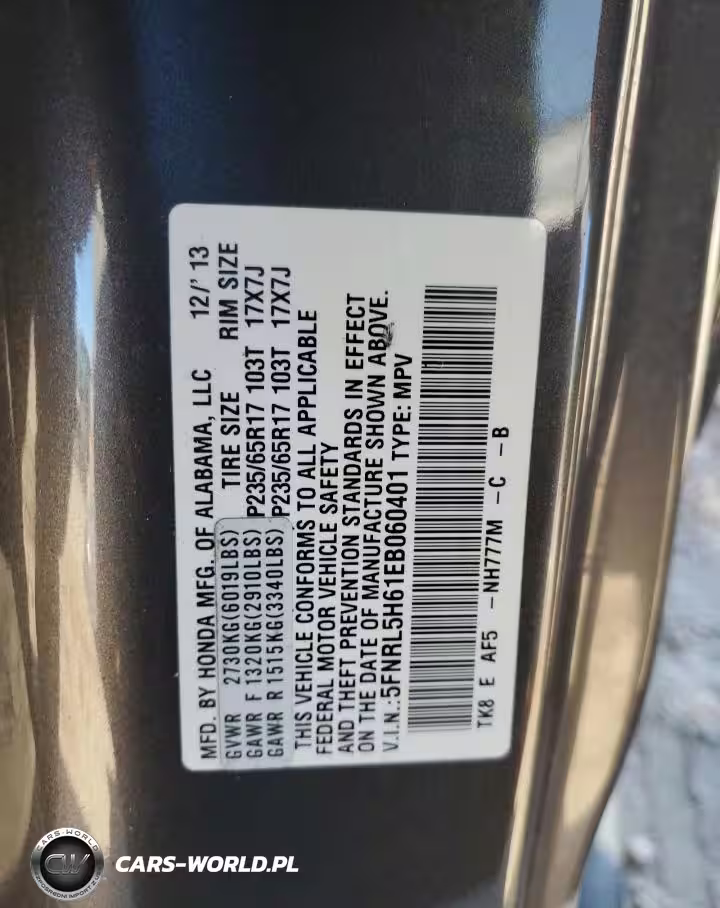 MFD. BY HONDA MFG. OF ALABAMA, LLC 12/'13
GVWR 2730KG(6019LBS) TIRE SIZE RIM SIZE
GAWR F 1320KG(2910LBS) P235/65R17 103T 17X7J
GAWR R 1515KG(3340LBS) P235/65R17 103T 17X7J
THIS VEHICLE CONFORMS TO ALL APPLICABLE
FEDERAL MOTOR VEHICLE SAFETY
AND THEFT PREVENTION STANDARDS IN EFFECT
ON THE DATE OF MANUFACTURE SHOWN ABOVE.
V.I.N.:5FNRL5H61EB060401 TYPE: MPV
TK8 E AF5 -NH777M -C -B
CARS-WORLD
CW
CARS-WORLD.PL